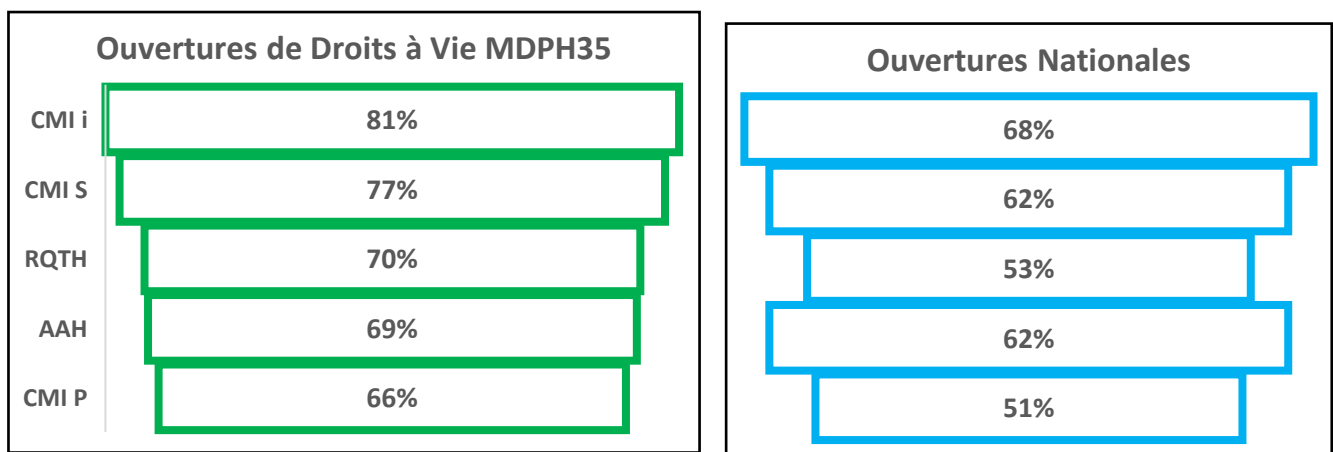 Ouvertures de Droits à Vie MDPH35
CMI i 81%
CMI S 77%
RQTH 70%
AAH 69%
CMI P 66%
Ouvertures Nationales
68%
62%
53%
62%
51%